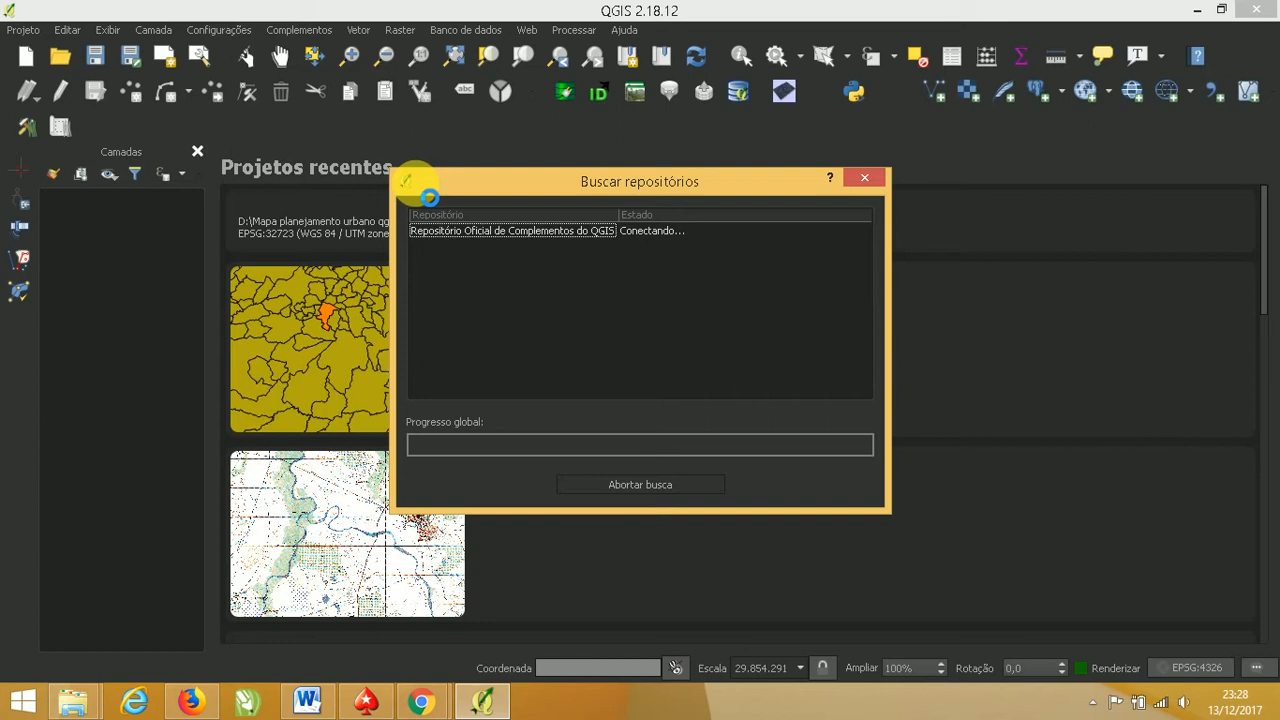 QGIS 2.18.12
Projeto Editar Exibir Camada Configurações Complementos Vetor Raster Banco de dados Web Processar Ajuda
abc ID
Camadas
Projetos recentes
D:\Mapa planejamento urbano qg
EPSG:32723 (WGS 84 / UTM zone
Buscar repositórios
?
Repositório Estado
Repositório Oficial de Complementos do QGIS Conectando...
Progresso global:
Abortar busca
Coordenada Escala 29.854.291 Ampliar 100% Rotação 0,0 Renderizar EPSG:4326
23:28
13/12/2017